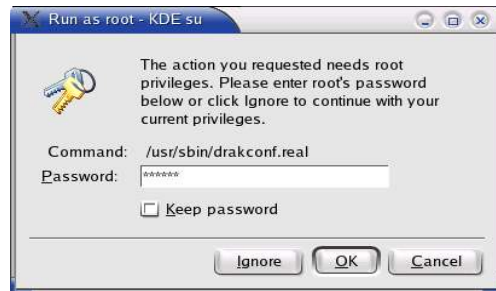 Run as root - KDE su
The action you requested needs root
privileges. Please enter root's password
below or click Ignore to continue with your
current privileges.
Command: /usr/sbin/drakconf.real
Password: ******
Keep password
Ignore OK Cancel